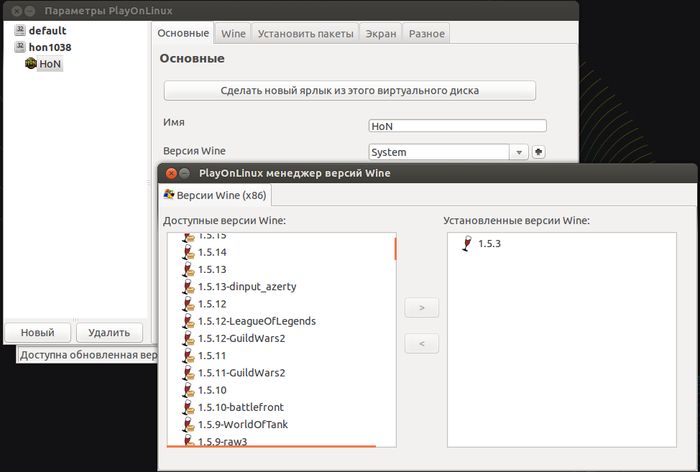 Параметры PlayOnLinux
default
hon1038
HoN
Основные
Wine
Установить пакеты
Экран
Разное
Основные
Сделать новый ярлык из этого виртуального диска
Имя
HoN
Версия Wine
System
Новый
Удалить
Доступна обновленная вер
PlayOnLinux менеджер версий Wine
Версии Wine (x86)
Доступные версии Wine:
1.5.15
1.5.14
1.5.13
1.5.13-dinput_azerty
1.5.12
1.5.12-LeagueOfLegends
1.5.12-GuildWars2
1.5.11
1.5.11-GuildWars2
1.5.10
1.5.10-battlefront
1.5.9-WorldOfTank
1.5.9-raw3
>
<
Установленные версии Wine:
1.5.3